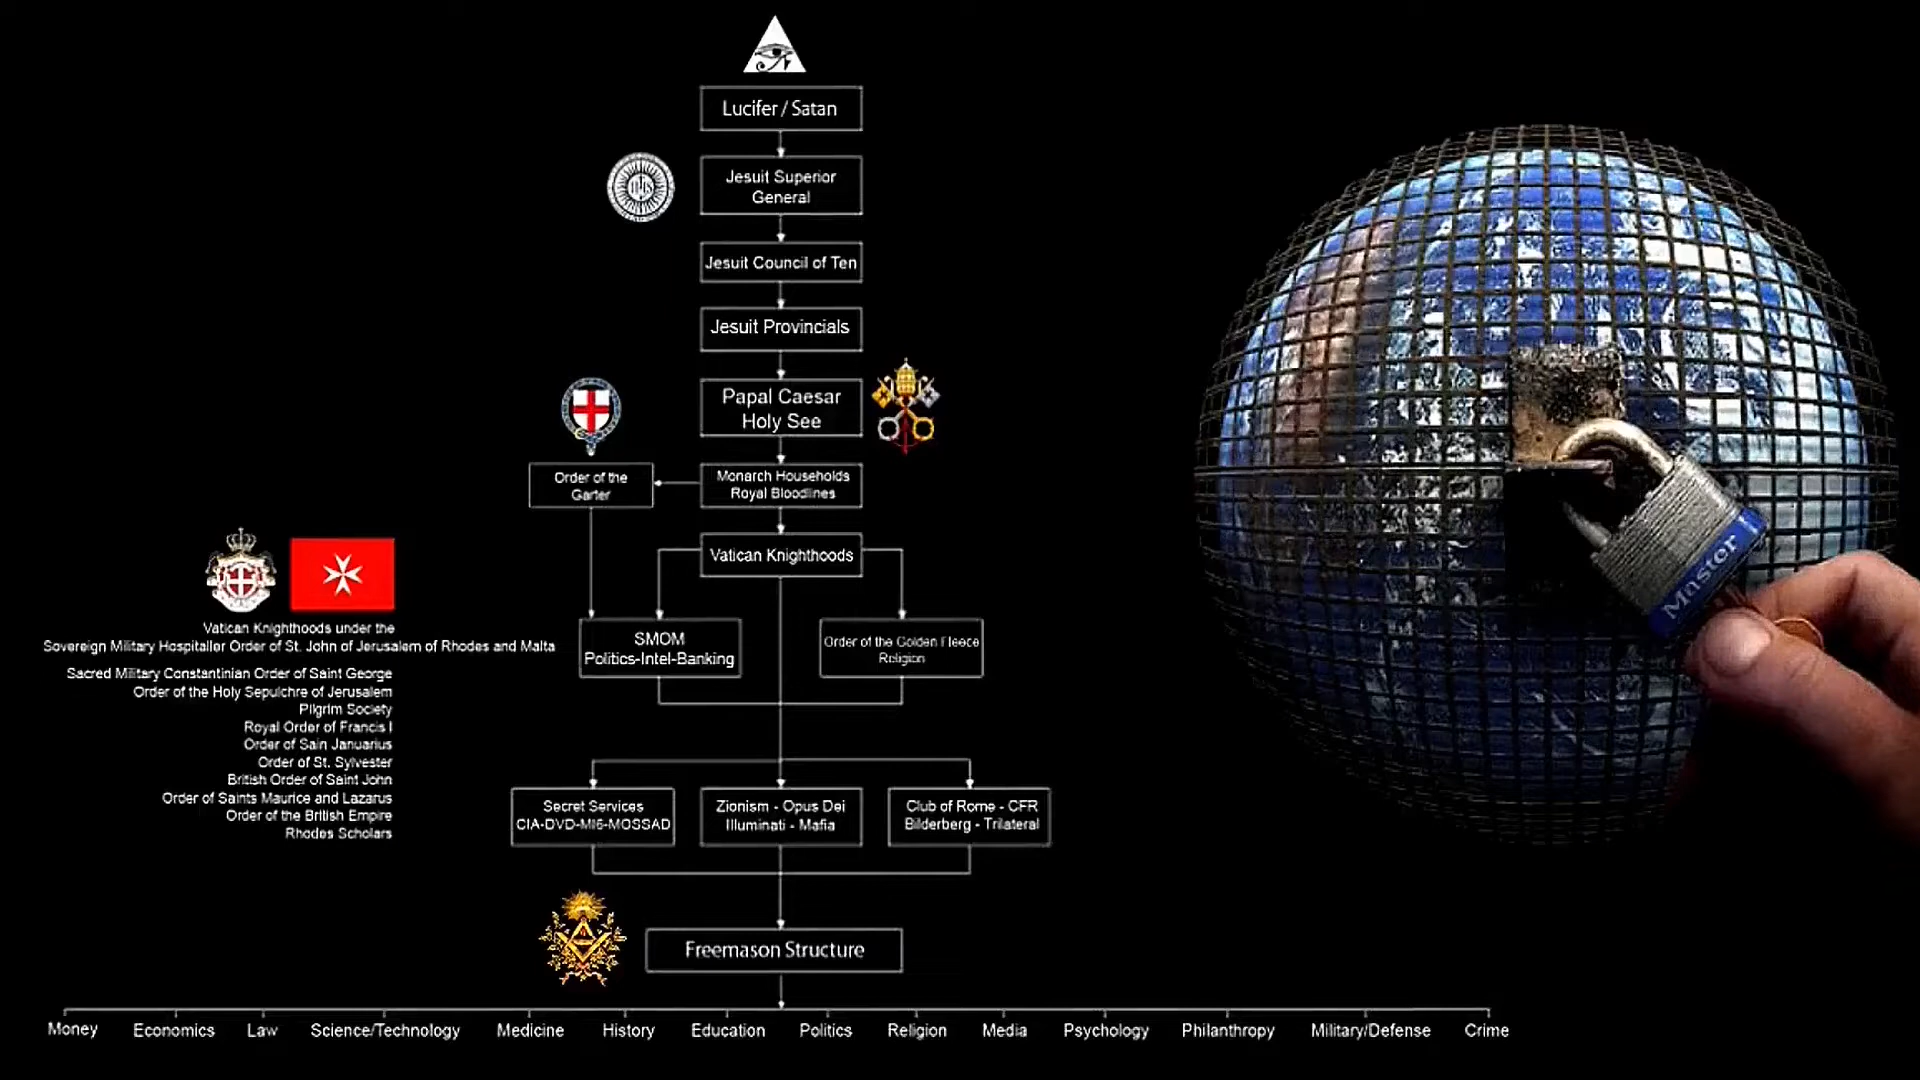 Lucifer / Satan
IHS
Jesuit Superior
General
Jesuit Council of Ten
Jesuit Provincials
Papal Caesar
Holy See
Order of the
Garter
Monarch Households
Royal Bloodlines
Vatican Knighthoods
SMOM
Politics-Intel-Banking
Order of the Golden Fleece
Religion
Vatican Knighthoods under the
Sovereign Military Hospitaller Order of St. John of Jerusalem of Rhodes and Malta
Sacred Military Constantinian Order of Saint George
Order of the Holy Sepulchre of Jerusalem
Pilgrim Society
Royal Order of Francis I
Order of Sain Januarius
Order of St. Sylvester
British Order of Saint John
Order of Saints Maurice and Lazarus
Order of the British Empire
Rhodes Scholars
Secret Services
CIA-DVD-MI6-MOSSAD
Zionism - Opus Dei
Illuminati - Mafia
Club of Rome - CFR
Bilderberg - Trilateral
Freemason Structure
Money Economics Law Science/Technology Medicine History Education Politics Religion Media Psychology Philanthropy Military/Defense Crime
Master